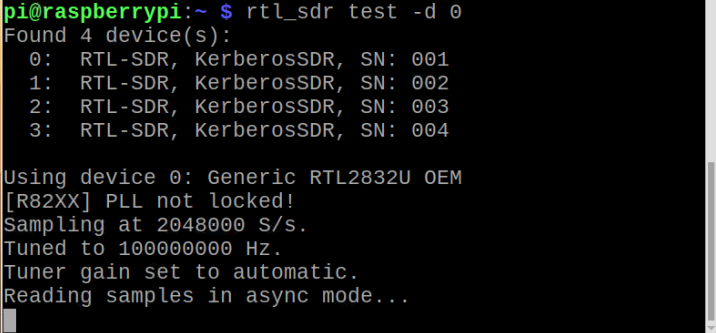 pi@raspberrypi:~ $ rtl_sdr test -d 0
Found 4 device(s):
  0:  RTL-SDR, KerberosSDR, SN: 001
  1:  RTL-SDR, KerberosSDR, SN: 002
  2:  RTL-SDR, KerberosSDR, SN: 003
  3:  RTL-SDR, KerberosSDR, SN: 004

Using device 0: Generic RTL2832U OEM
[R82XX] PLL not locked!
Sampling at 2048000 S/s.
Tuned to 100000000 Hz.
Tuner gain set to automatic.
Reading samples in async mode...